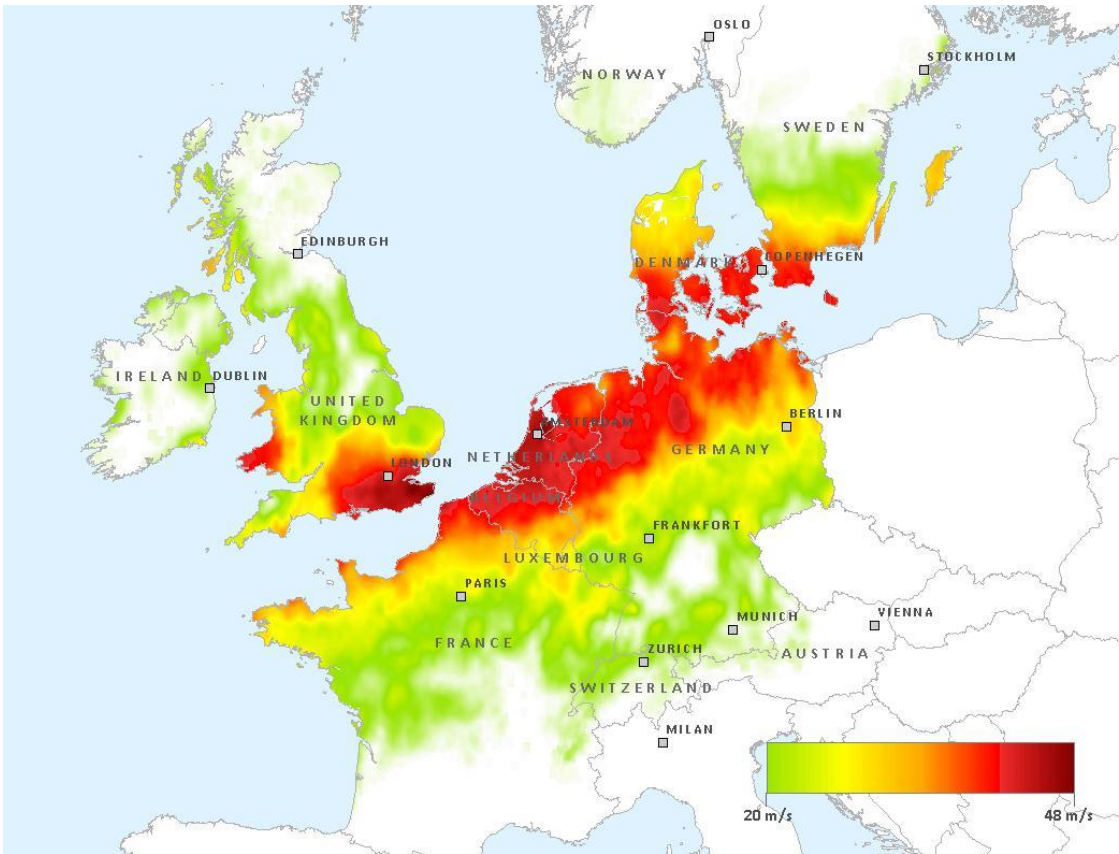 OSLO
STOCKHOLM
NORWAY
SWEDEN
EDINBURGH
COPENHEGEN
DENMARK
IRELAND
DUBLIN
UNITED
KINGDOM
AMSTERDAM
BERLIN
NETHERLANDS
GERMANY
LONDON
BELGIUM
FRANKFORT
LUXEMBOURG
PARIS
FRANCE
MUNICH
VIENNA
AUSTRIA
ZURICH
SWITZERLAND
MILAN
20 m/s
48 m/s